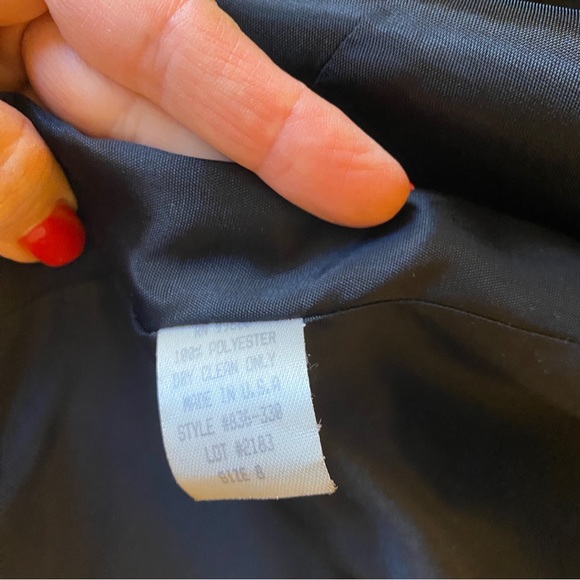 100% POLYESTER
DRY CLEAN ONLY
MADE IN U.S.A
STYLE #836-330
LOT #2183
SIZE 8